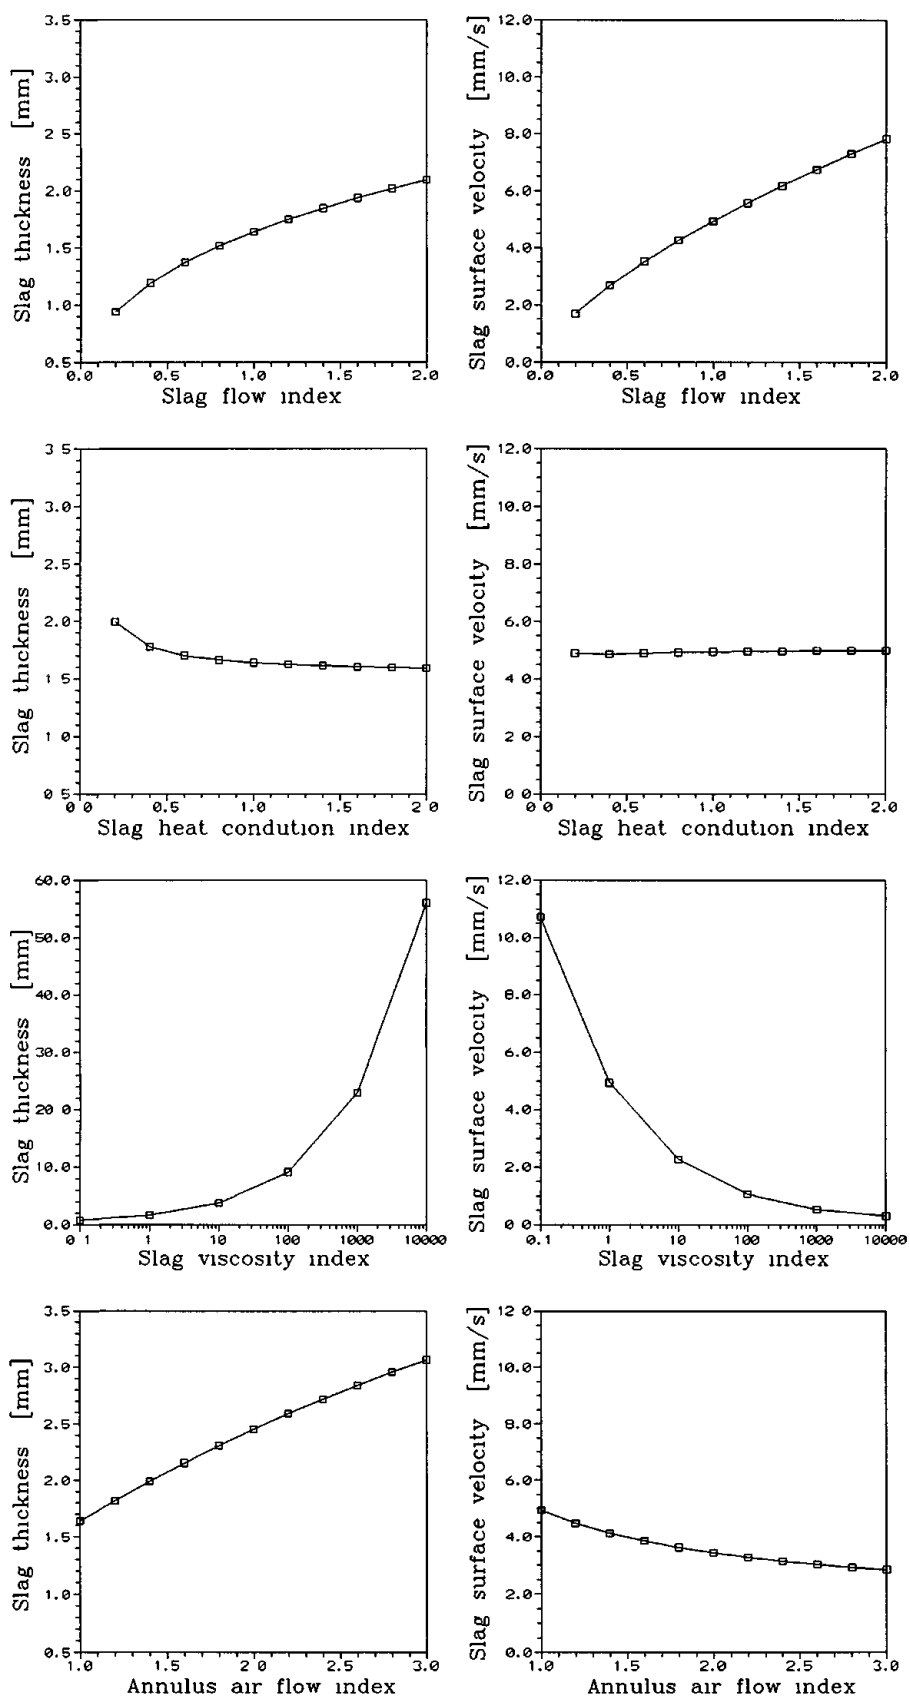 Slag thickness [mm]
3.5
3.0
2 5
2.0
1.5
1.0
0.5
0.0 0.5 1.0 1.5 2.0
Slag flow index
Slag surface velocity [mm/s]
12.0
10.0
8.0
6.0
4.0
2.0
0.0
0.0 0.5 1.0 1.5 2.0
Slag flow index
Slag thickness [mm]
3 5
3.0
2.5
2.0
1 5
1 0
0 5
0 0 0.5 1.0 1.5 2.0
Slag heat condution index
Slag surface velocity [mm/s]
12.0
10.0
8.0
6.0
4 0
2 0
0 0
0.0 0.5 1.0 1.5 2.0
Slag heat condution index
Slag thickness [mm]
60.0
50.0
40.0
30.0
20 0
10.0
0.0
0 1 1 10 100 1000 10000
Slag viscosity index
Slag surface velocity [mm/s]
12.0
10.0
8.0
6.0
4.0
2.0
0 0
0.1 1 10 100 1000 10000
Slag viscosity index
Slag thickness [mm]
3.5
3.0
2.5
2.0
1.5
1.0
0.5
1.0 1.5 2.0 2.5 3.0
Annulus air flow index
Slag surface velocity [mm/s]
12 0
10.0
8.0
6.0
4.0
2.0
0.0
1.0 1.5 2.0 2.5 3.0
Annulus air flow index